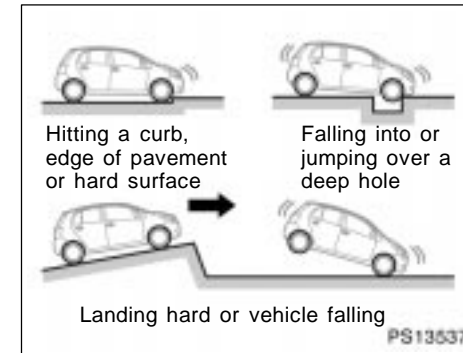 Hitting a curb,
edge of pavement
or hard surface
Falling into or
jumping over a
deep hole
Landing hard or vehicle falling
PS13537